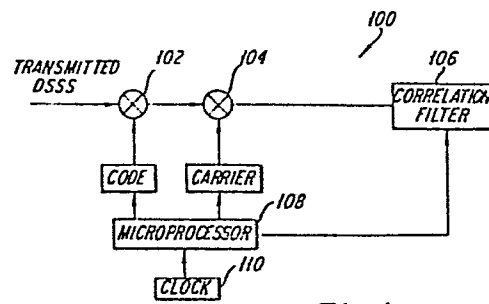 100
102
104
106
TRANSMITTED
DSSS
CORRELATION
FILTER
CODE
CARRIER
108
MICROPROCESSOR
CLOCK
110